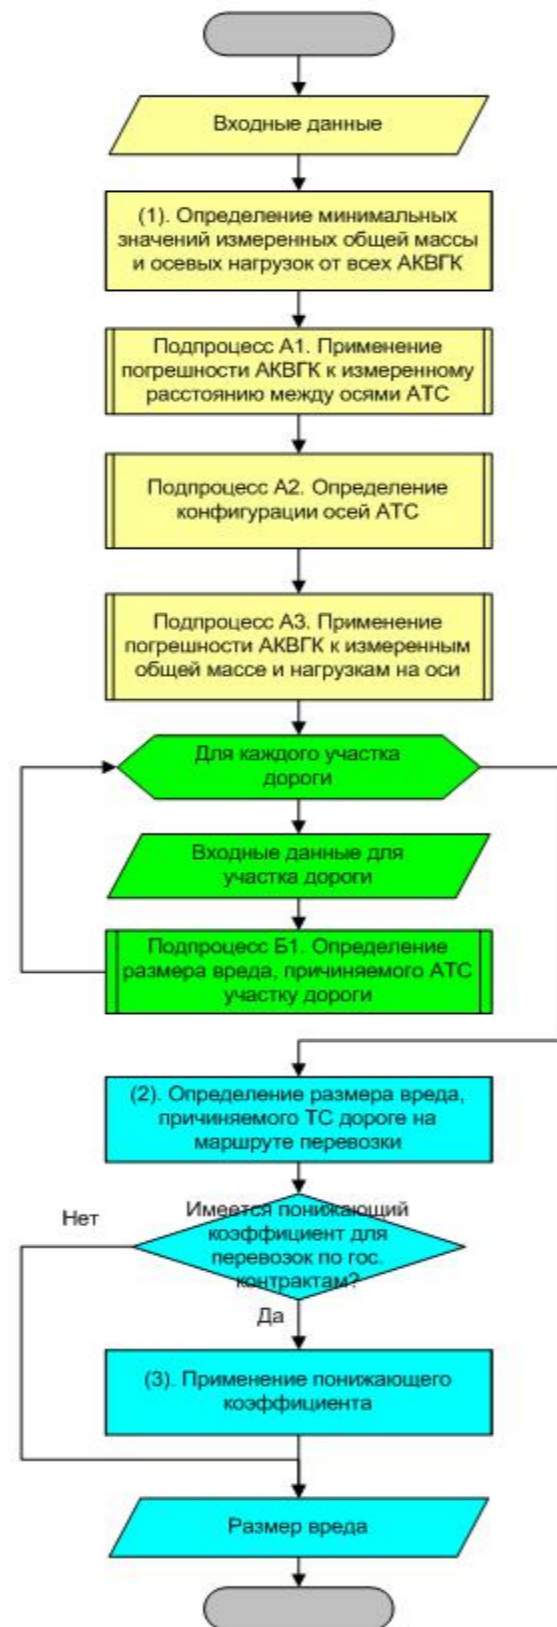 Входные данные
(1). Определение минимальных
значений измеренных общей массы
и осевых нагрузок от всех АКВГК
Подпроцесс А1. Применение
погрешности АКВГК к измеренному
расстоянию между осями АТС
Подпроцесс А2. Определение
конфигурации осей АТС
Подпроцесс А3. Применение
погрешности АКВГК к измеренным
общей массе и нагрузкам на оси
Для каждого участка
дороги
Входные данные для
участка дороги
Подпроцесс Б1. Определение
размера вреда, причиняемого АТС
участку дороги
(2). Определение размера вреда,
причиняемого ТС дороге на
маршруте перевозки
Имеется понижающий
коэффициент для
перевозок по гос.
контрактам?
Нет
Да
(3). Применение понижающего
коэффициента
Размер вреда